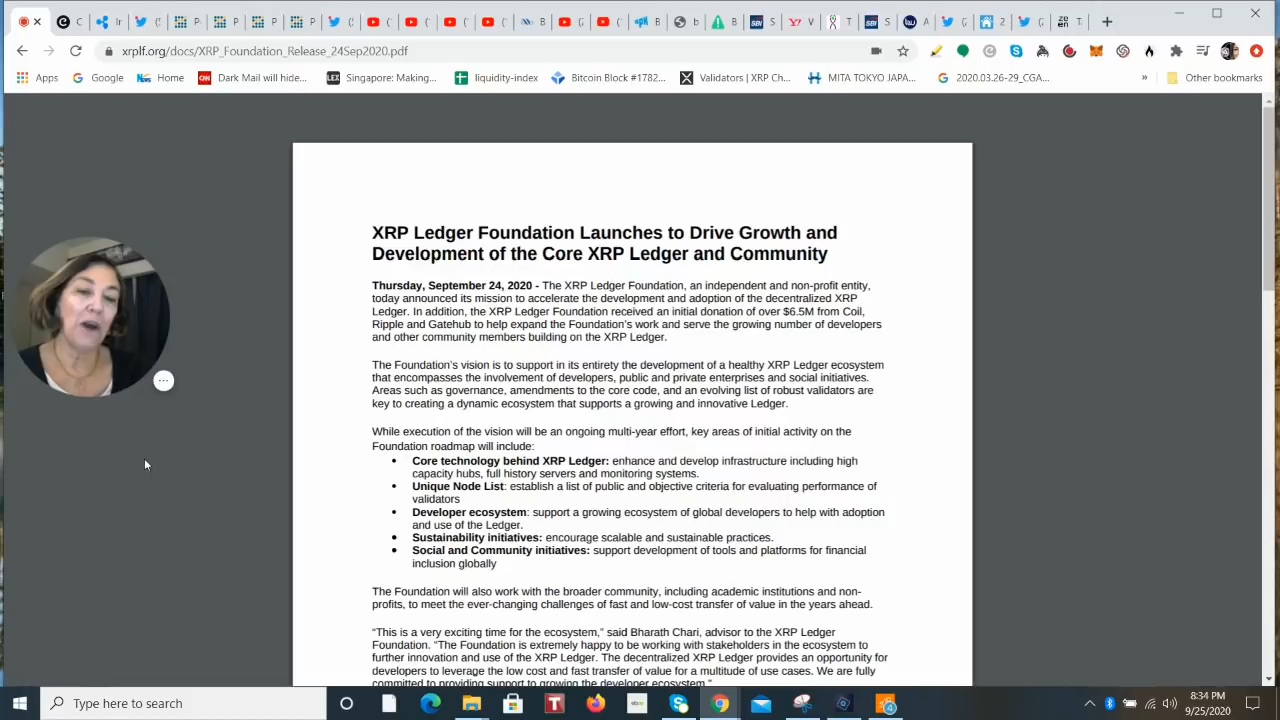 C
Ir
P
P
P
P
B
B
b
B
SBI
S
V
T
SBI
S
A
2
T
xrplf.org/docs/XRP_Foundation_Release_24Sep2020.pdf
Apps
Google
Home
Dark Mail will hide...
Singapore: Making...
liquidity-index
Bitcoin Block #1782...
Validators | XRP Ch...
MITA TOKYO JAPA...
2020.03.26-29_CGA...
»
Other bookmarks
XRP Ledger Foundation Launches to Drive Growth and
Development of the Core XRP Ledger and Community
Thursday, September 24, 2020 - The XRP Ledger Foundation, an independent and non-profit entity,
today announced its mission to accelerate the development and adoption of the decentralized XRP
Ledger. In addition, the XRP Ledger Foundation received an initial donation of over $6.5M from Coil,
Ripple and Gatehub to help expand the Foundation's work and serve the growing number of developers
and other community members building on the XRP Ledger.
The Foundation's vision is to support in its entirety the development of a healthy XRP Ledger ecosystem
that encompasses the involvement of developers, public and private enterprises and social initiatives.
Areas such as governance, amendments to the core code, and an evolving list of robust validators are
key to creating a dynamic ecosystem that supports a growing and innovative Ledger.
While execution of the vision will be an ongoing multi-year effort, key areas of initial activity on the
Foundation roadmap will include:
• Core technology behind XRP Ledger: enhance and develop infrastructure including high
capacity hubs, full history servers and monitoring systems.
• Unique Node List: establish a list of public and objective criteria for evaluating performance of
validators
• Developer ecosystem: support a growing ecosystem of global developers to help with adoption
and use of the Ledger.
• Sustainability initiatives: encourage scalable and sustainable practices.
• Social and Community initiatives: support development of tools and platforms for financial
inclusion globally
The Foundation will also work with the broader community, including academic institutions and non-
profits, to meet the ever-changing challenges of fast and low-cost transfer of value in the years ahead.
“This is a very exciting time for the ecosystem,” said Bharath Chari, advisor to the XRP Ledger
Foundation. “The Foundation is extremely happy to be working with stakeholders in the ecosystem to
further innovation and use of the XRP Ledger. The decentralized XRP Ledger provides an opportunity for
developers to leverage the low cost and fast transfer of value for a multitude of use cases. We are fully
committed to providing support to growing the developer ecosystem.”
Type here to search
8:34 PM
9/25/2020